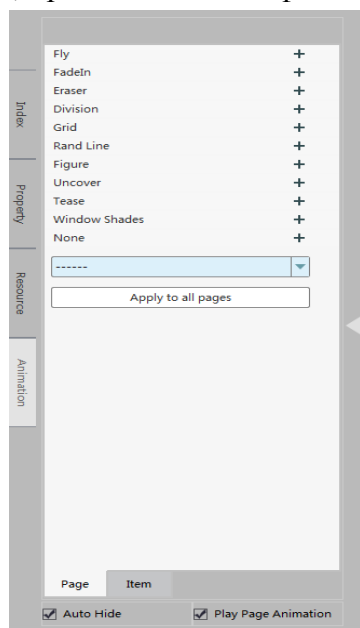 Fly +
FadeIn +
Eraser +
Division +
Grid +
Rand Line +
Figure +
Uncover +
Tease +
Window Shades +
None +
------
Apply to all pages
Index
Property
Resource
Animation
Page Item
Auto Hide Play Page Animation